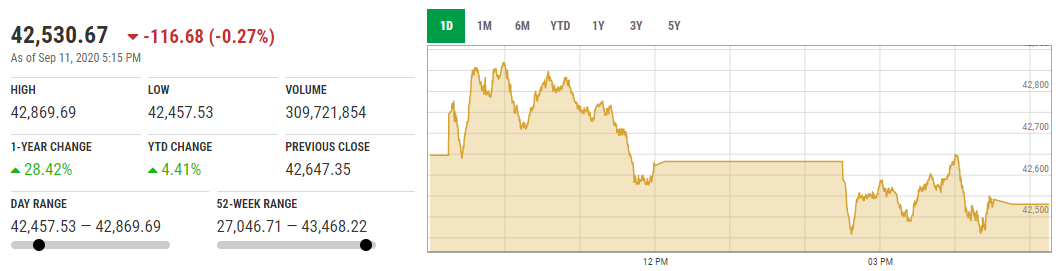 42,530.67 -116.68 (-0.27%)
As of Sep 11, 2020 5:15 PM
HIGH LOW VOLUME
42,869.69 42,457.53 309,721,854
1-YEAR CHANGE YTD CHANGE PREVIOUS CLOSE
28.42% 4.41% 42,647.35
DAY RANGE 52-WEEK RANGE
42,457.53 — 42,869.69 27,046.71 — 43,468.22
1D 1M 6M YTD 1Y 3Y 5Y
42,800
42,700
42,600
42,500
12 PM 03 PM